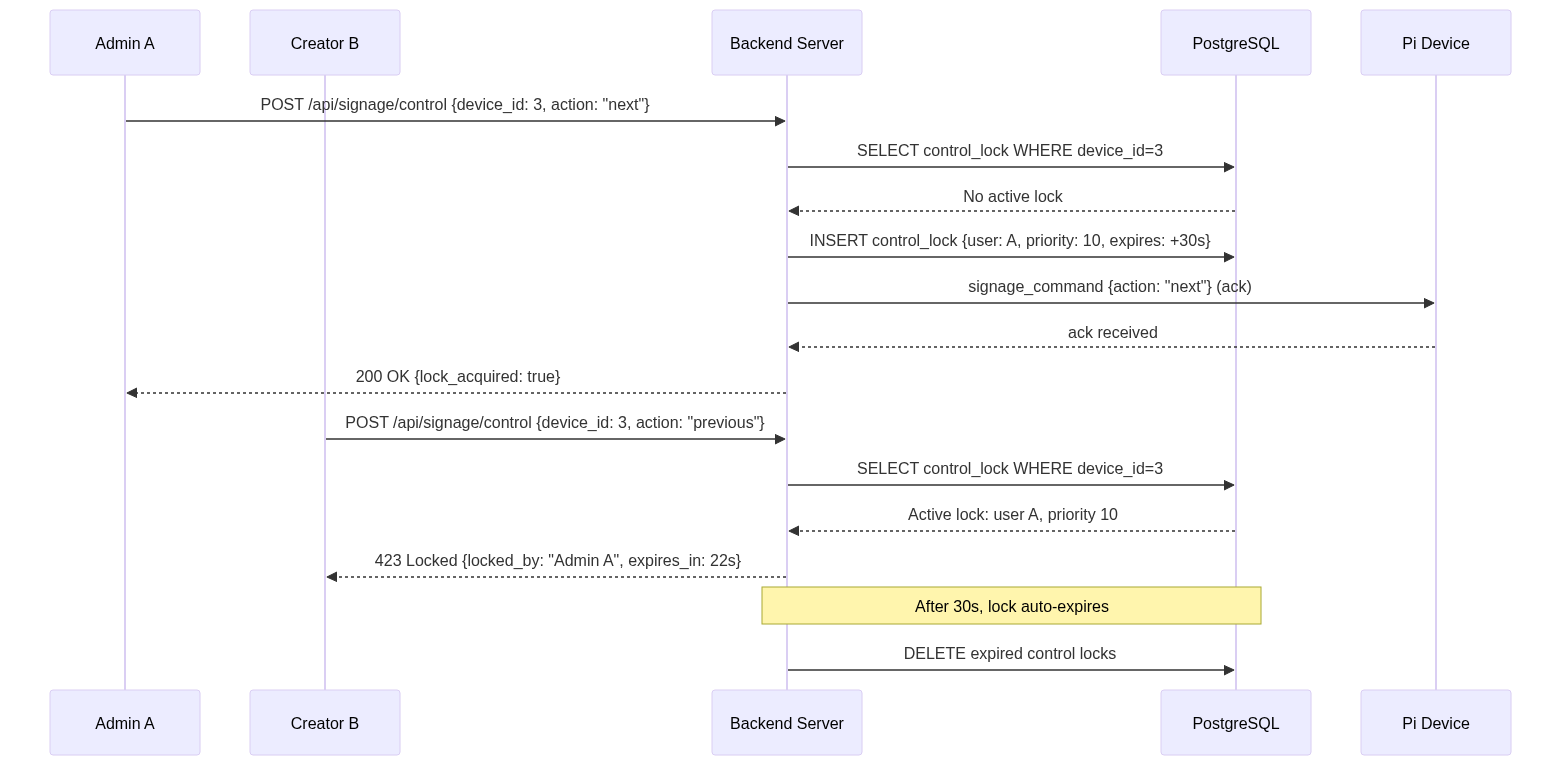 Admin A
Creator B
Backend Server
PostgreSQL
Pi Device
POST /api/signage/control {device_id: 3, action: "next"}
SELECT control_lock WHERE device_id=3
No active lock
INSERT control_lock {user: A, priority: 10, expires: +30s}
signage_command {action: "next"} (ack)
ack received
200 OK {lock_acquired: true}
POST /api/signage/control {device_id: 3, action: "previous"}
SELECT control_lock WHERE device_id=3
Active lock: user A, priority 10
423 Locked {locked_by: "Admin A", expires_in: 22s}
After 30s, lock auto-expires
DELETE expired control locks
Admin A
Creator B
Backend Server
PostgreSQL
Pi Device